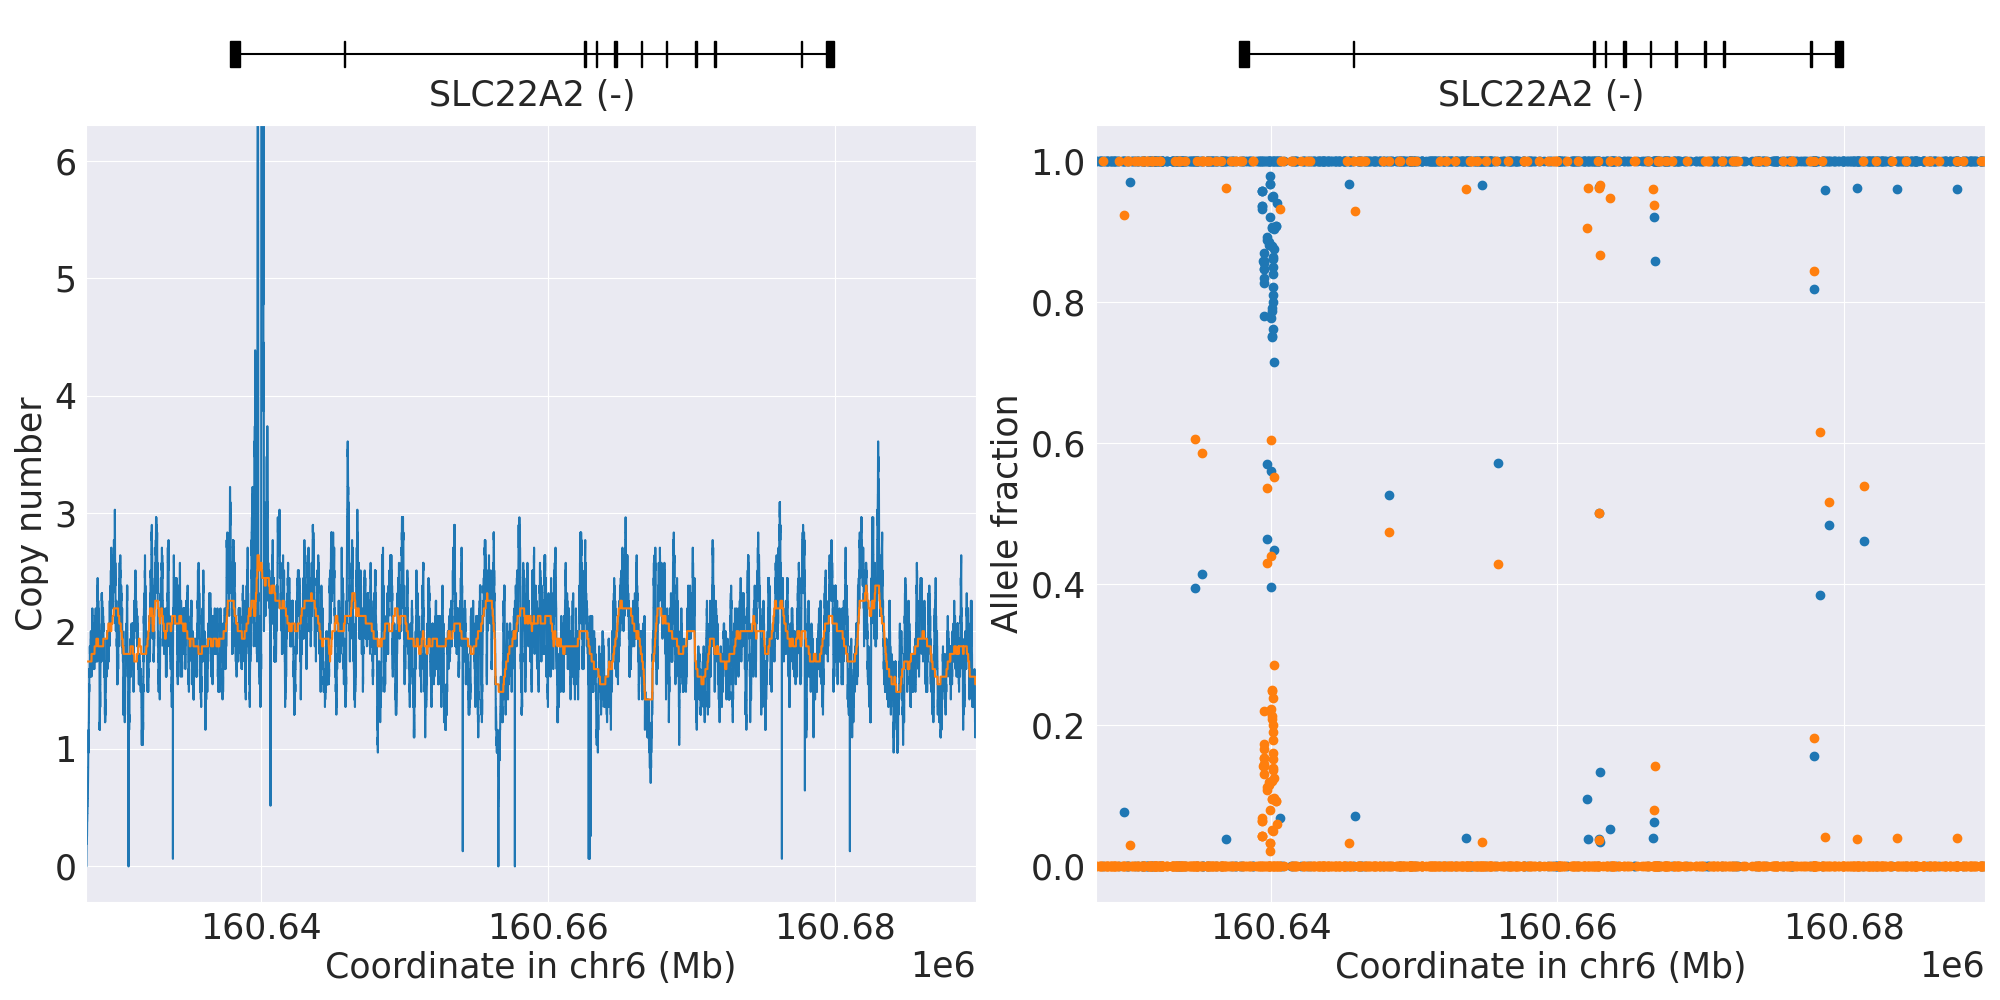 SLC22A2 (-)
SLC22A2 (-)
Copy number
6
5
4
3
2
1
0
160.64
160.66
160.68
Coordinate in chr6 (Mb)
1e6
Allele fraction
1.0
0.8
0.6
0.4
0.2
0.0
160.64
160.66
160.68
Coordinate in chr6 (Mb)
1e6